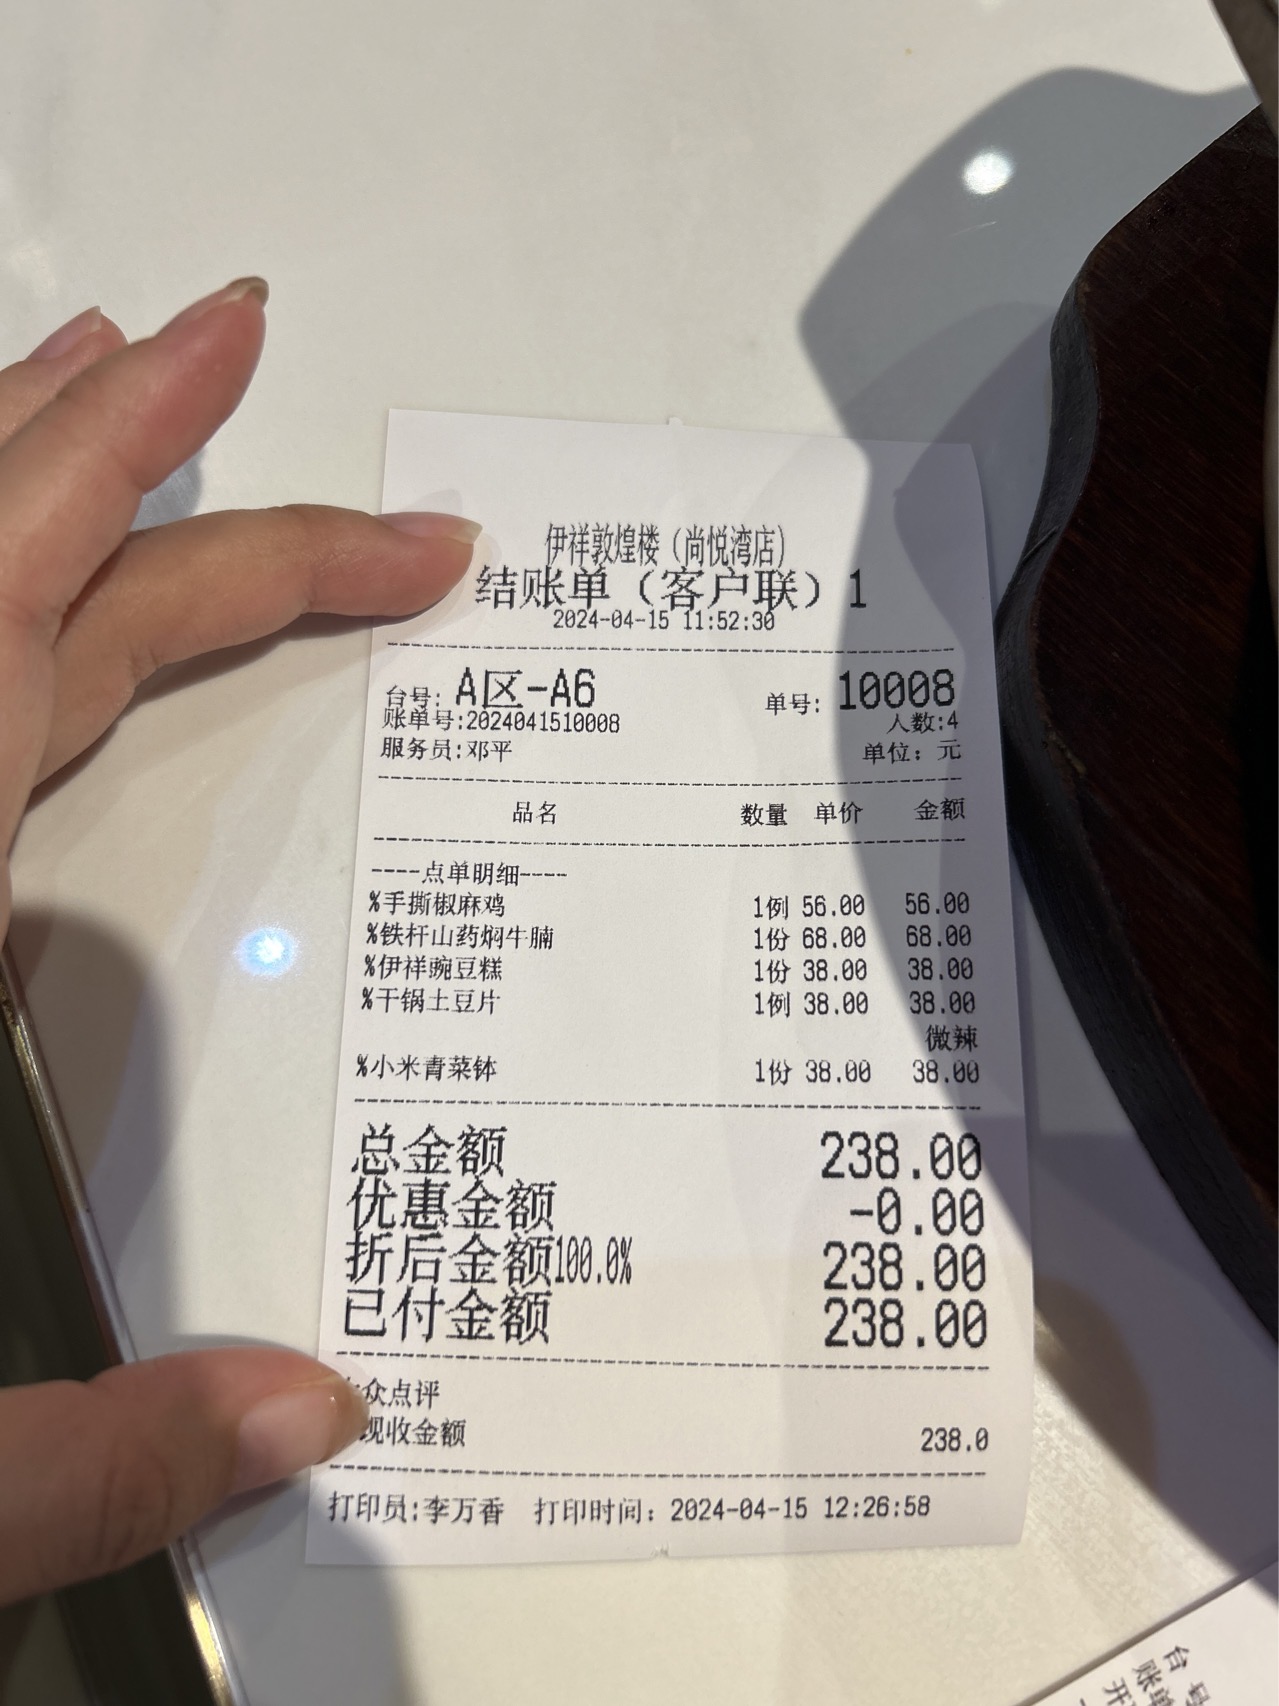 伊祥敦煌楼（尚悦湾店）
结账单（客户联）1
2024-04-15 11:52:30
台号: A区-A6 单号: 10008
账单号:2024041510008 人数:4
服务员:邓平 单位: 元
品名 数量 单价 金额
----点单明细----
%手撕椒麻鸡 1例 56.00 56.00
%铁杆山药焖牛腩 1份 68.00 68.00
%伊祥豌豆糕 1份 38.00 38.00
%干锅土豆片 1例 38.00 38.00
微辣
%小米青菜钵 1份 38.00 38.00
总金额 238.00
优惠金额 -0.00
折后金额100.0% 238.00
已付金额 238.00
众点评
现收金额 238.0
打印员:李万香 打印时间: 2024-04-15 12:26:58
台
账单
开